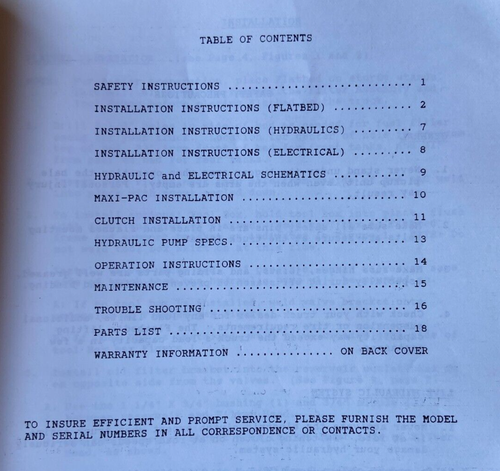 TABLE OF CONTENTS
SAFETY INSTRUCTIONS .......................... 1
INSTALLATION INSTRUCTIONS (FLATBED) ........... 2
INSTALLATION INSTRUCTIONS (HYDRAULICS) ........ 7
INSTALLATION INSTRUCTIONS (ELECTRICAL) ........ 8
HYDRAULIC and ELECTRICAL SCHEMATICS ........... 9
MAXI-PAC INSTALLATION ....................... 10
CLUTCH INSTALLATION ......................... 11
HYDRAULIC PUMP SPECS. ....................... 13
OPERATION INSTRUCTIONS ...................... 14
MAINTENANCE ................................ 15
TROUBLE SHOOTING ............................ 16
PARTS LIST ................................. 18
WARRANTY INFORMATION .............. ON BACK COVER
TO INSURE EFFICIENT AND PROMPT SERVICE, PLEASE FURNISH THE MODEL
AND SERIAL NUMBERS IN ALL CORRESPONDENCE OR CONTACTS.